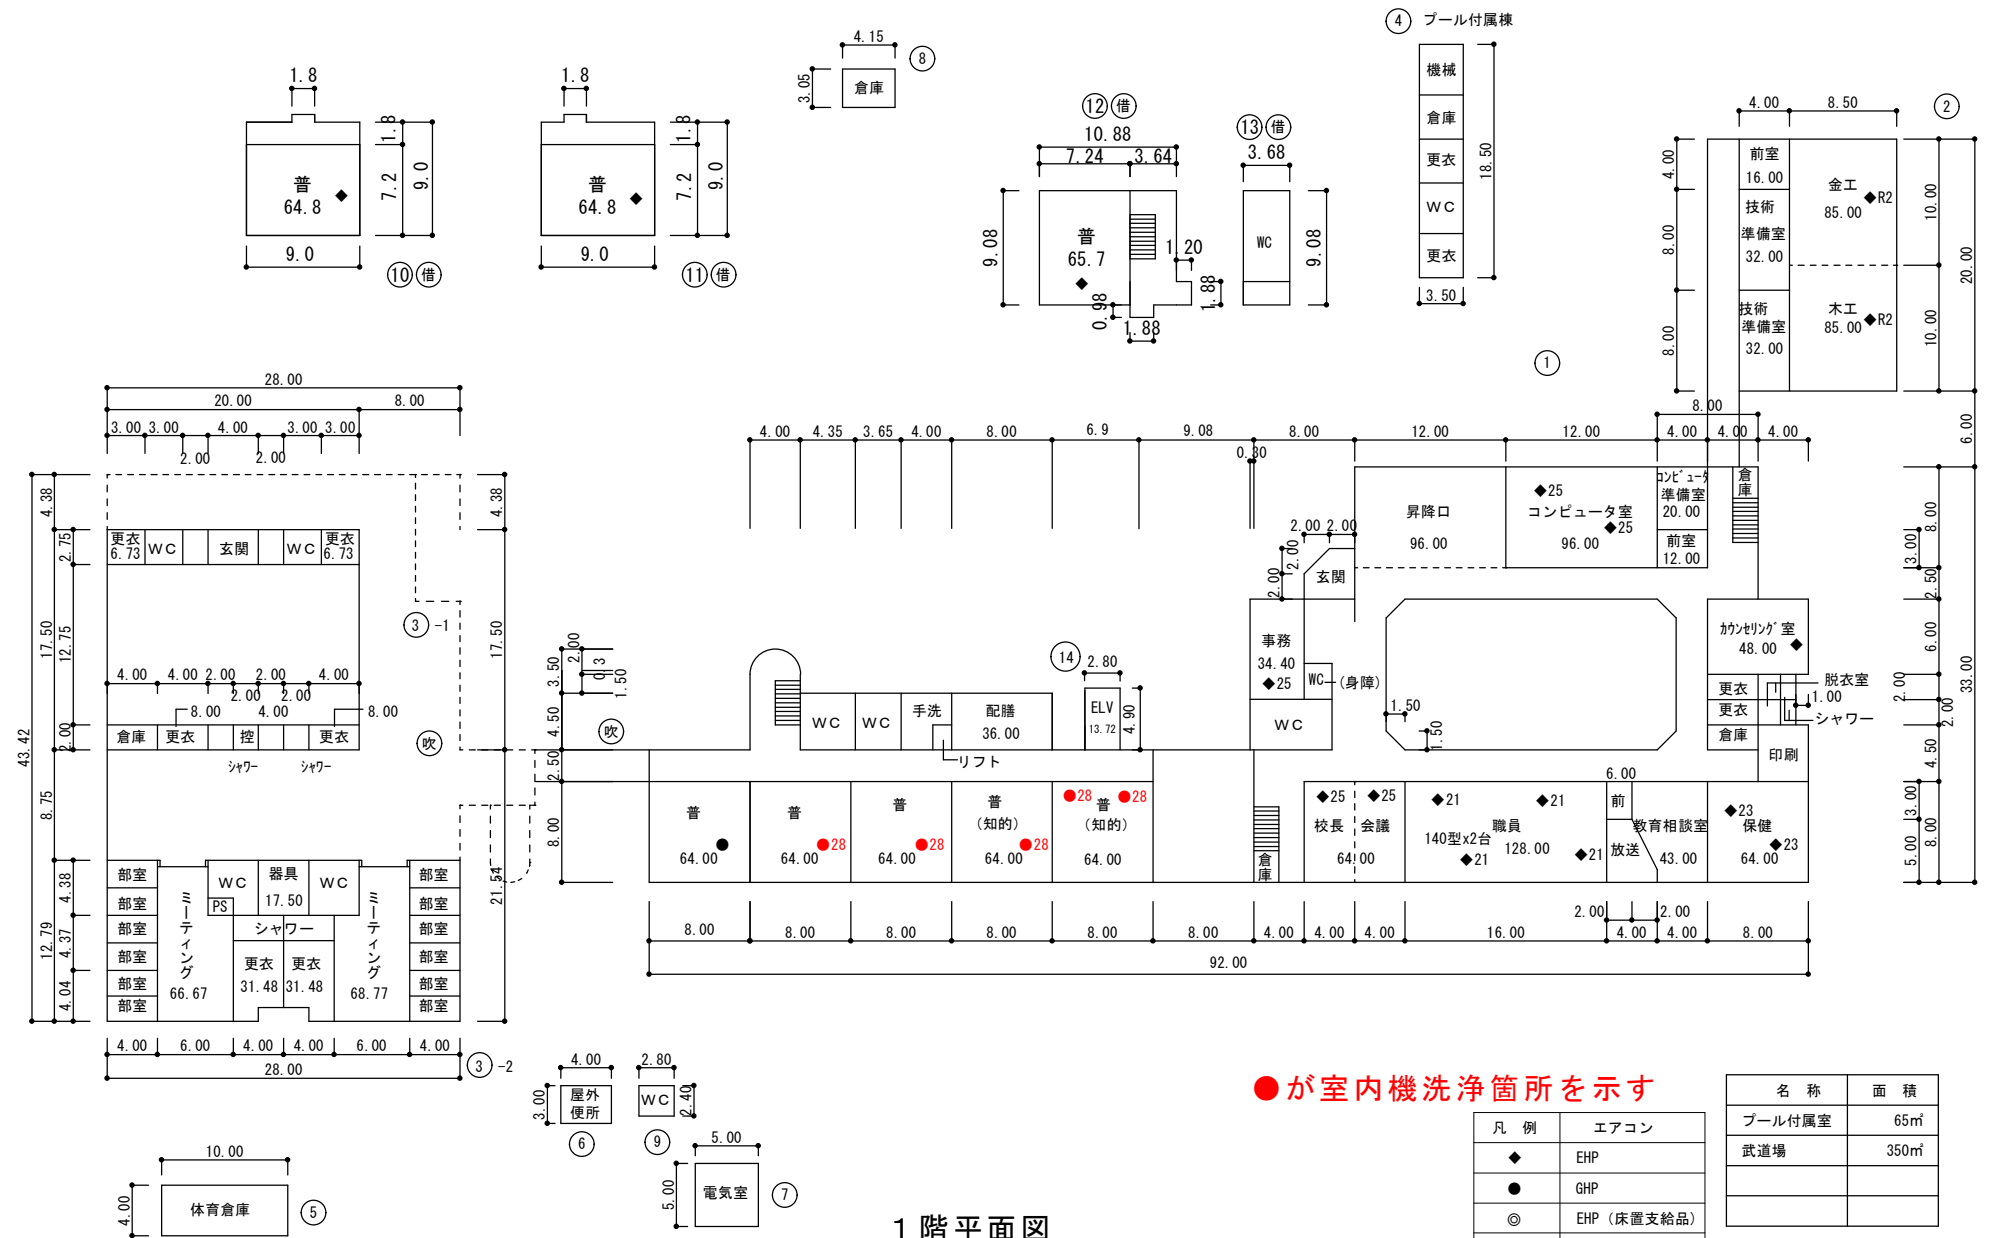 ④ プール付属棟
機械
倉庫
更衣
WC
更衣
18.50
3.50
4.15
3.05
倉庫
⑧
1.8
1.8
7.2
9.0
普
64.8
9.0
⑩借
1.8
1.8
7.2
9.0
普
64.8
9.0
⑪借
⑫借
10.88
7.24
3.64
9.08
普
65.7
1.20
1.88
0.98
1.88
⑬借
3.68
WC
9.08
②
4.00
8.50
4.00
8.00
8.00
前室
16.00
技術
準備室
32.00
技術
準備室
32.00
金工
85.00
◆R2
木工
85.00
◆R2
10.00
10.00
20.00
6.00
①
28.00
20.00
8.00
3.00
3.00
4.00
3.00
3.00
2.00
2.00
4.38
2.75
12.75
17.50
2.00
43.42
8.75
4.38
4.37
4.04
12.79
更衣
6.73
WC
玄関
WC
更衣
6.73
4.38
17.50
21.54
③-1
4.00
4.00
2.00
2.00
4.00
2.00
2.00
8.00
4.00
8.00
倉庫
更衣
控
更衣
シャワー
シャワー
吹
部室
部室
部室
部室
部室
部室
ミーティング
66.67
WC
PS
器具
17.50
WC
シャワー
更衣
31.48
更衣
31.48
ミーティング
68.77
部室
部室
部室
部室
部室
部室
4.00
6.00
4.00
4.00
6.00
4.00
28.00
③-2
4.00
4.35
3.65
4.00
8.00
6.9
9.08
8.00
0.30
12.00
12.00
8.00
4.00
4.00
4.00
2.00
3.50
0.3
1.50
4.50
2.50
8.00
吹
WC
WC
手洗
配膳
36.00
リフト
⑭
2.80
ELV
13.72
4.90
2.00
2.00
2.00
2.00
玄関
事務
34.40
◆25
WC
(身障)
WC
昇降口
96.00
◆25
コンピュータ室
◆25
96.00
コンピュータ
準備室
20.00
前室
12.00
倉庫
1.50
1.50
カウンセリング室
48.00
脱衣室
更衣
1.00
更衣
シャワー
倉庫
印刷
8.00
3.00
2.50
6.00
2.00
2.00
4.50
33.00
3.00
5.00
8.00
普
64.00
普
●28
64.00
普
●28
64.00
普
(知的)
●28
64.00
●28
●28
普
(知的)
64.00
倉庫
◆25
◆25
校長
会議
64.00
◆21
◆21
140型x2台
職員
128.00
◆21
◆21
6.00
前
放送
教育相談室
43.00
◆23
保健
◆23
64.00
8.00
8.00
8.00
8.00
8.00
8.00
4.00
4.00
4.00
16.00
2.00
2.00
4.00
4.00
8.00
92.00
4.00
3.00
屋外
便所
⑥
2.80
WC
2.40
⑨
10.00
4.00
体育倉庫
⑤
5.00
5.00
電気室
⑦
1階平面図
●が室内機洗浄箇所を示す
凡 例 エアコン
◆ EHP
● GHP
◎ EHP(床置支給品)
名 称 面 積
プール付属室 65㎡
武道場 350㎡